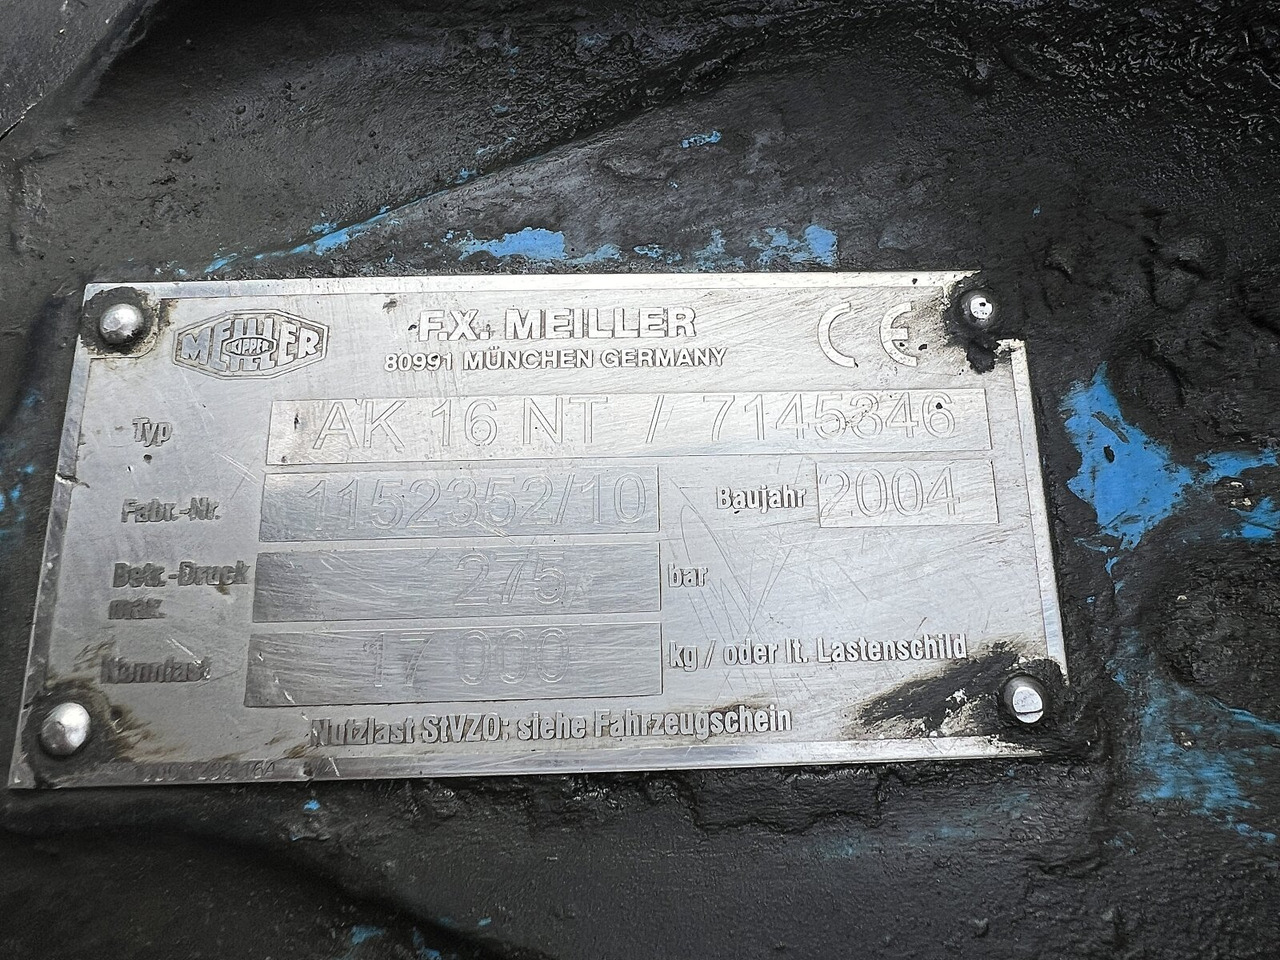 MEILLER
KIPPER
F.X. MEILLER
80991 MÜNCHEN GERMANY
CE
Typ AK 16 NT / 7145346
Fabr.-Nr. 1152352/10 Baujahr 2004
Betr.-Druck max. 275 bar
Nennlast 17 000 kg / oder lt. Lastenschild
Nutzlast StVZO: siehe Fahrzeugschein